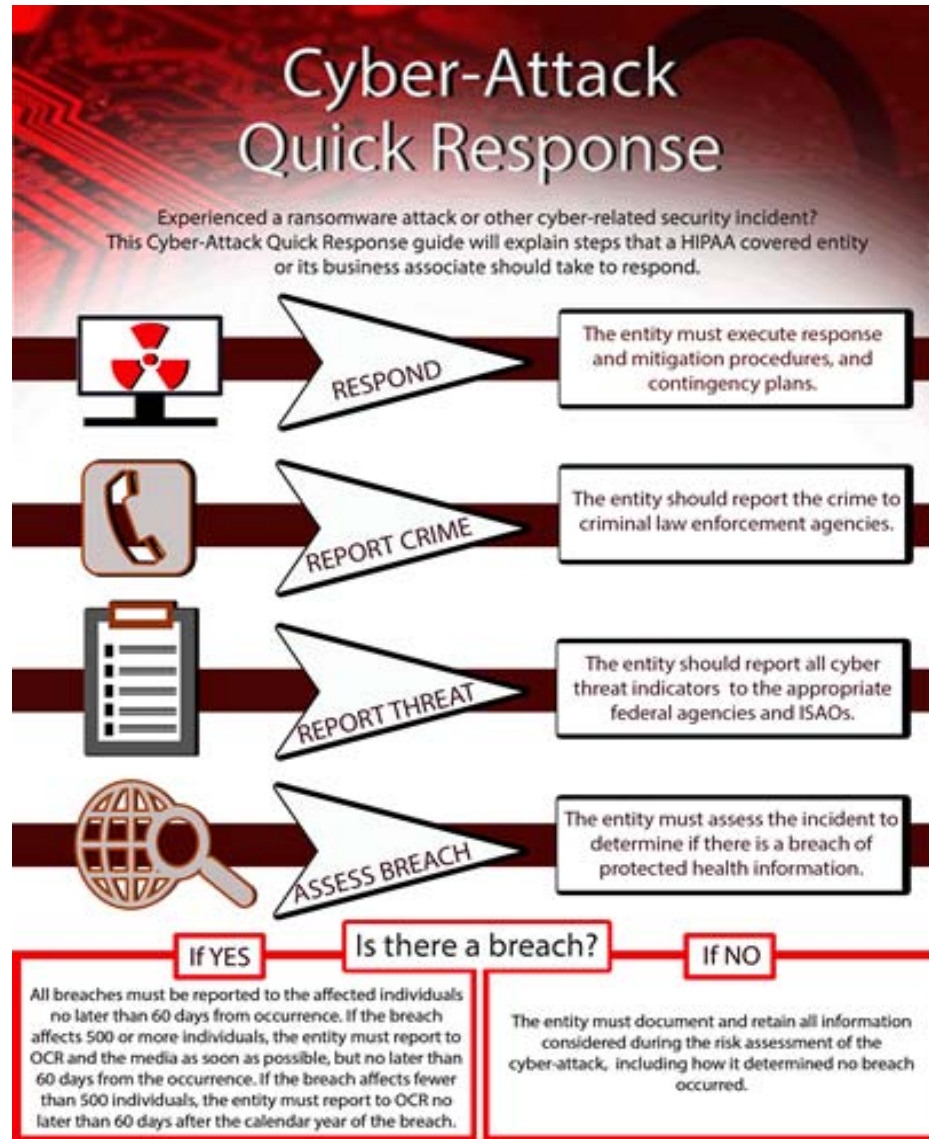 Cyber-Attack
Quick Response
Experienced a ransomware attack or other cyber-related security incident?
This Cyber-Attack Quick Response guide will explain steps that a HIPAA covered entity
or its business associate should take to respond.
RESPOND
The entity must execute response
and mitigation procedures, and
contingency plans.
REPORT CRIME
The entity should report the crime to
criminal law enforcement agencies.
REPORT THREAT
The entity should report all cyber
threat indicators to the appropriate
federal agencies and ISAOs.
ASSESS BREACH
The entity must assess the incident to
determine if there is a breach of
protected health information.
Is there a breach?
If YES
All breaches must be reported to the affected individuals
no later than 60 days from occurrence. If the breach
affects 500 or more individuals, the entity must report to
OCR and the media as soon as possible, but no later than
60 days from the occurrence. If the breach affects fewer
than 500 individuals, the entity must report to OCR no
later than 60 days after the calendar year of the breach.
If NO
The entity must document and retain all information
considered during the risk assessment of the
cyber-attack, including how it determined no breach
occurred.